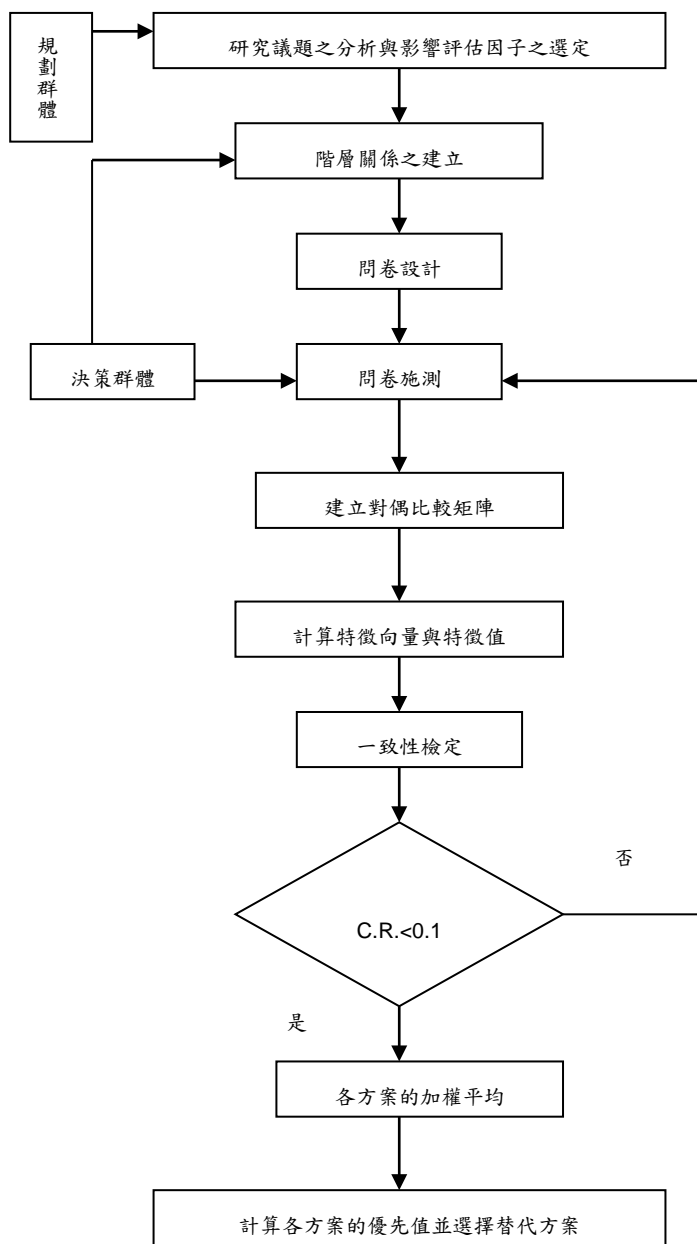 規劃群體
研究議題之分析與影響評估因子之選定
階層關係之建立
問卷設計
決策群體
問卷施測
建立對偶比較矩陣
計算特徵向量與特徵值
一致性檢定
否
C.R.<0.1
是
各方案的加權平均
計算各方案的優先值並選擇替代方案